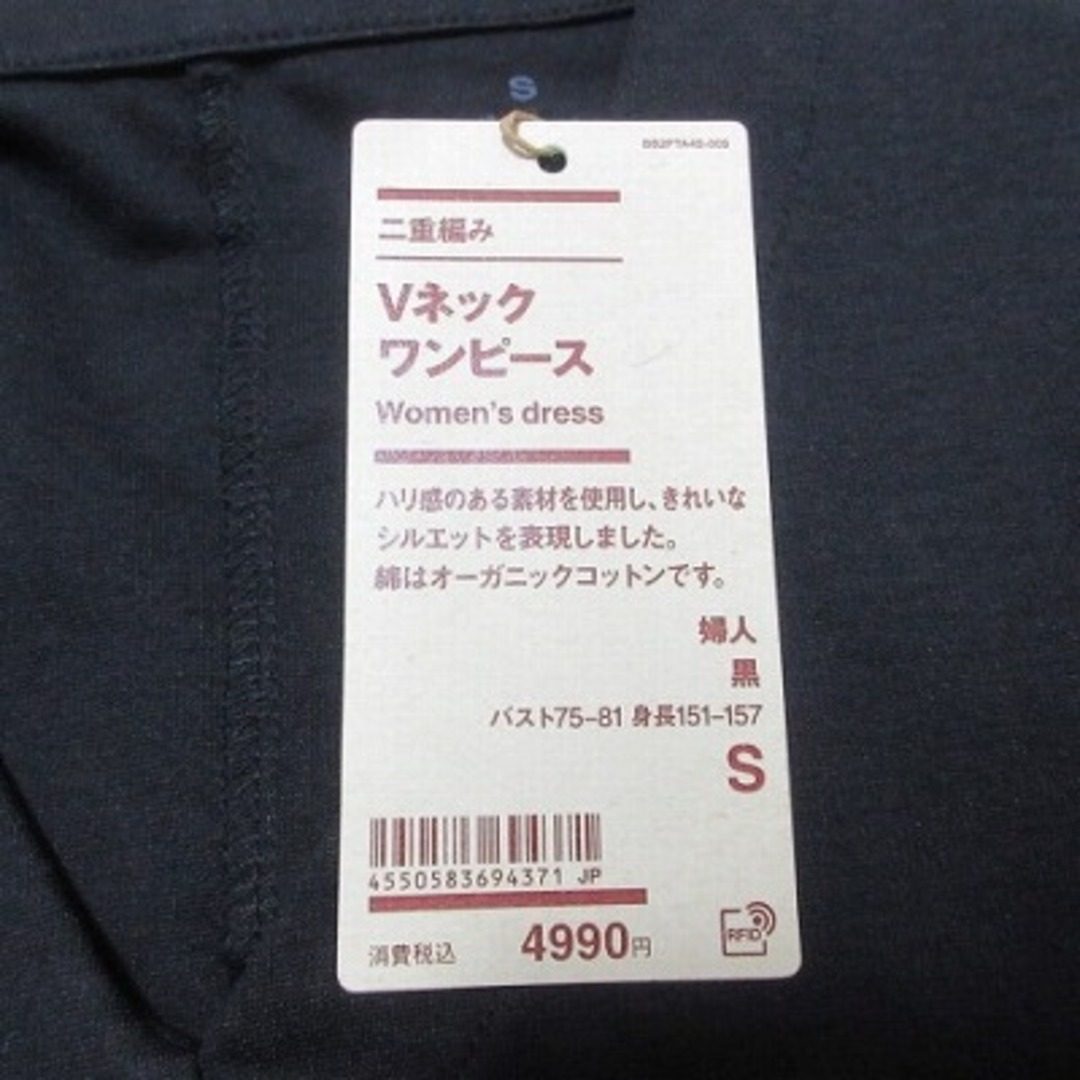 S
二重編み
Vネック
ワンピース
Women's dress
ハリ感のある素材を使用し、きれいな
シルエットを表現しました。
綿はオーガニックコットンです。
婦人
黒
バスト75-81 身長151-157
S
4550583694371 JP
消費税込 4990円
RFID